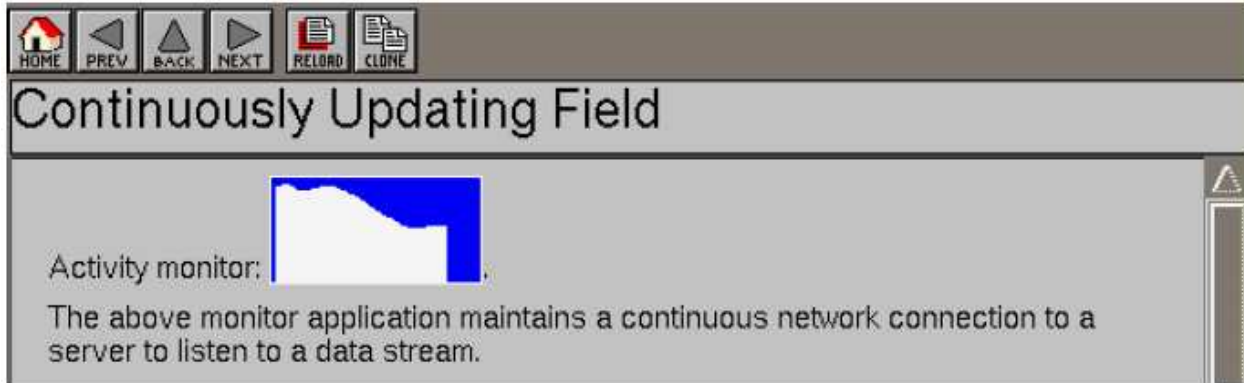 HOME PREV BACK NEXT RELOAD CLONE
Continuously Updating Field
Activity monitor: .
The above monitor application maintains a continuous network connection to a
server to listen to a data stream.